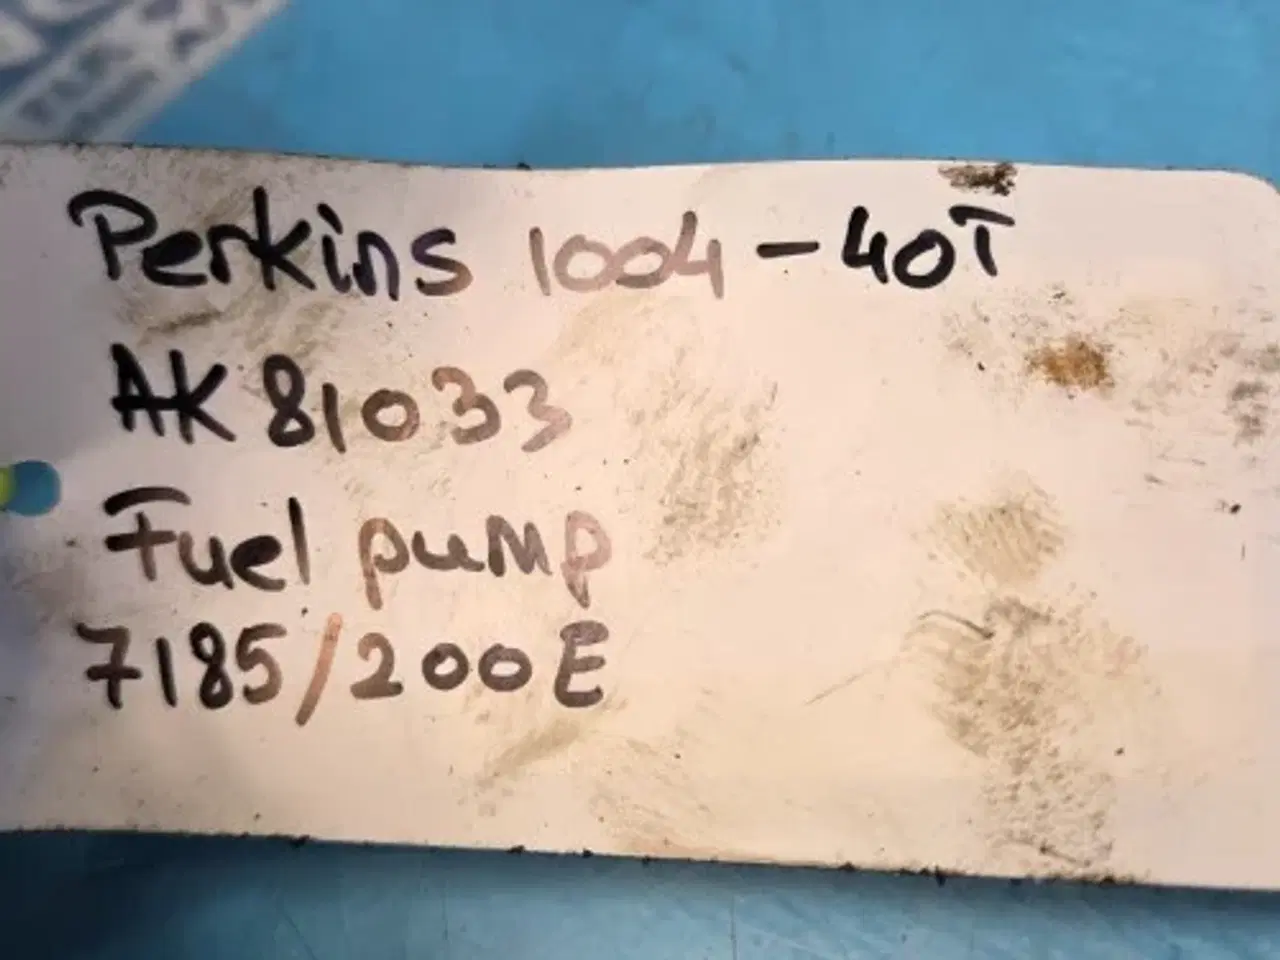 Perkins 1004-40T
AK81033
Fuel pump
7185/200E